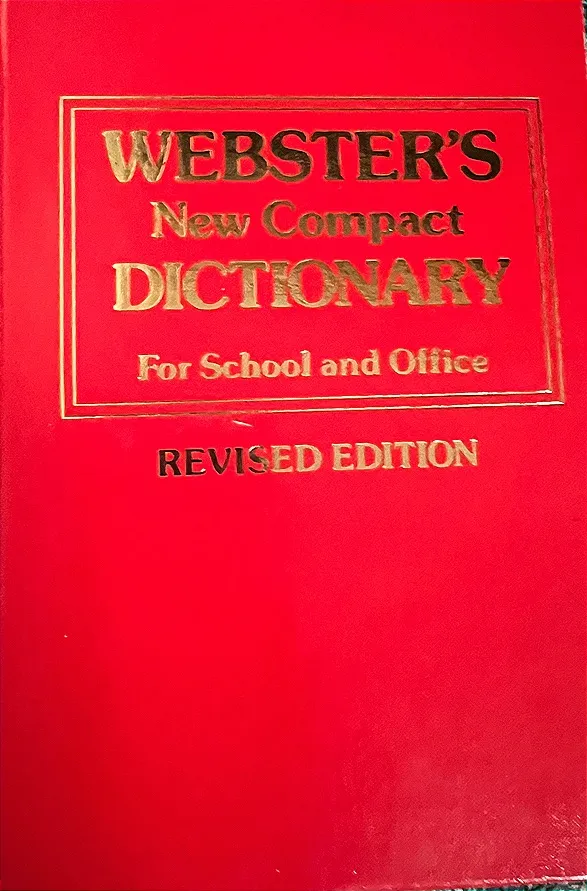 WEBSTER'S
New Compact
DICTIONARY
For School and Office
REVISED EDITION